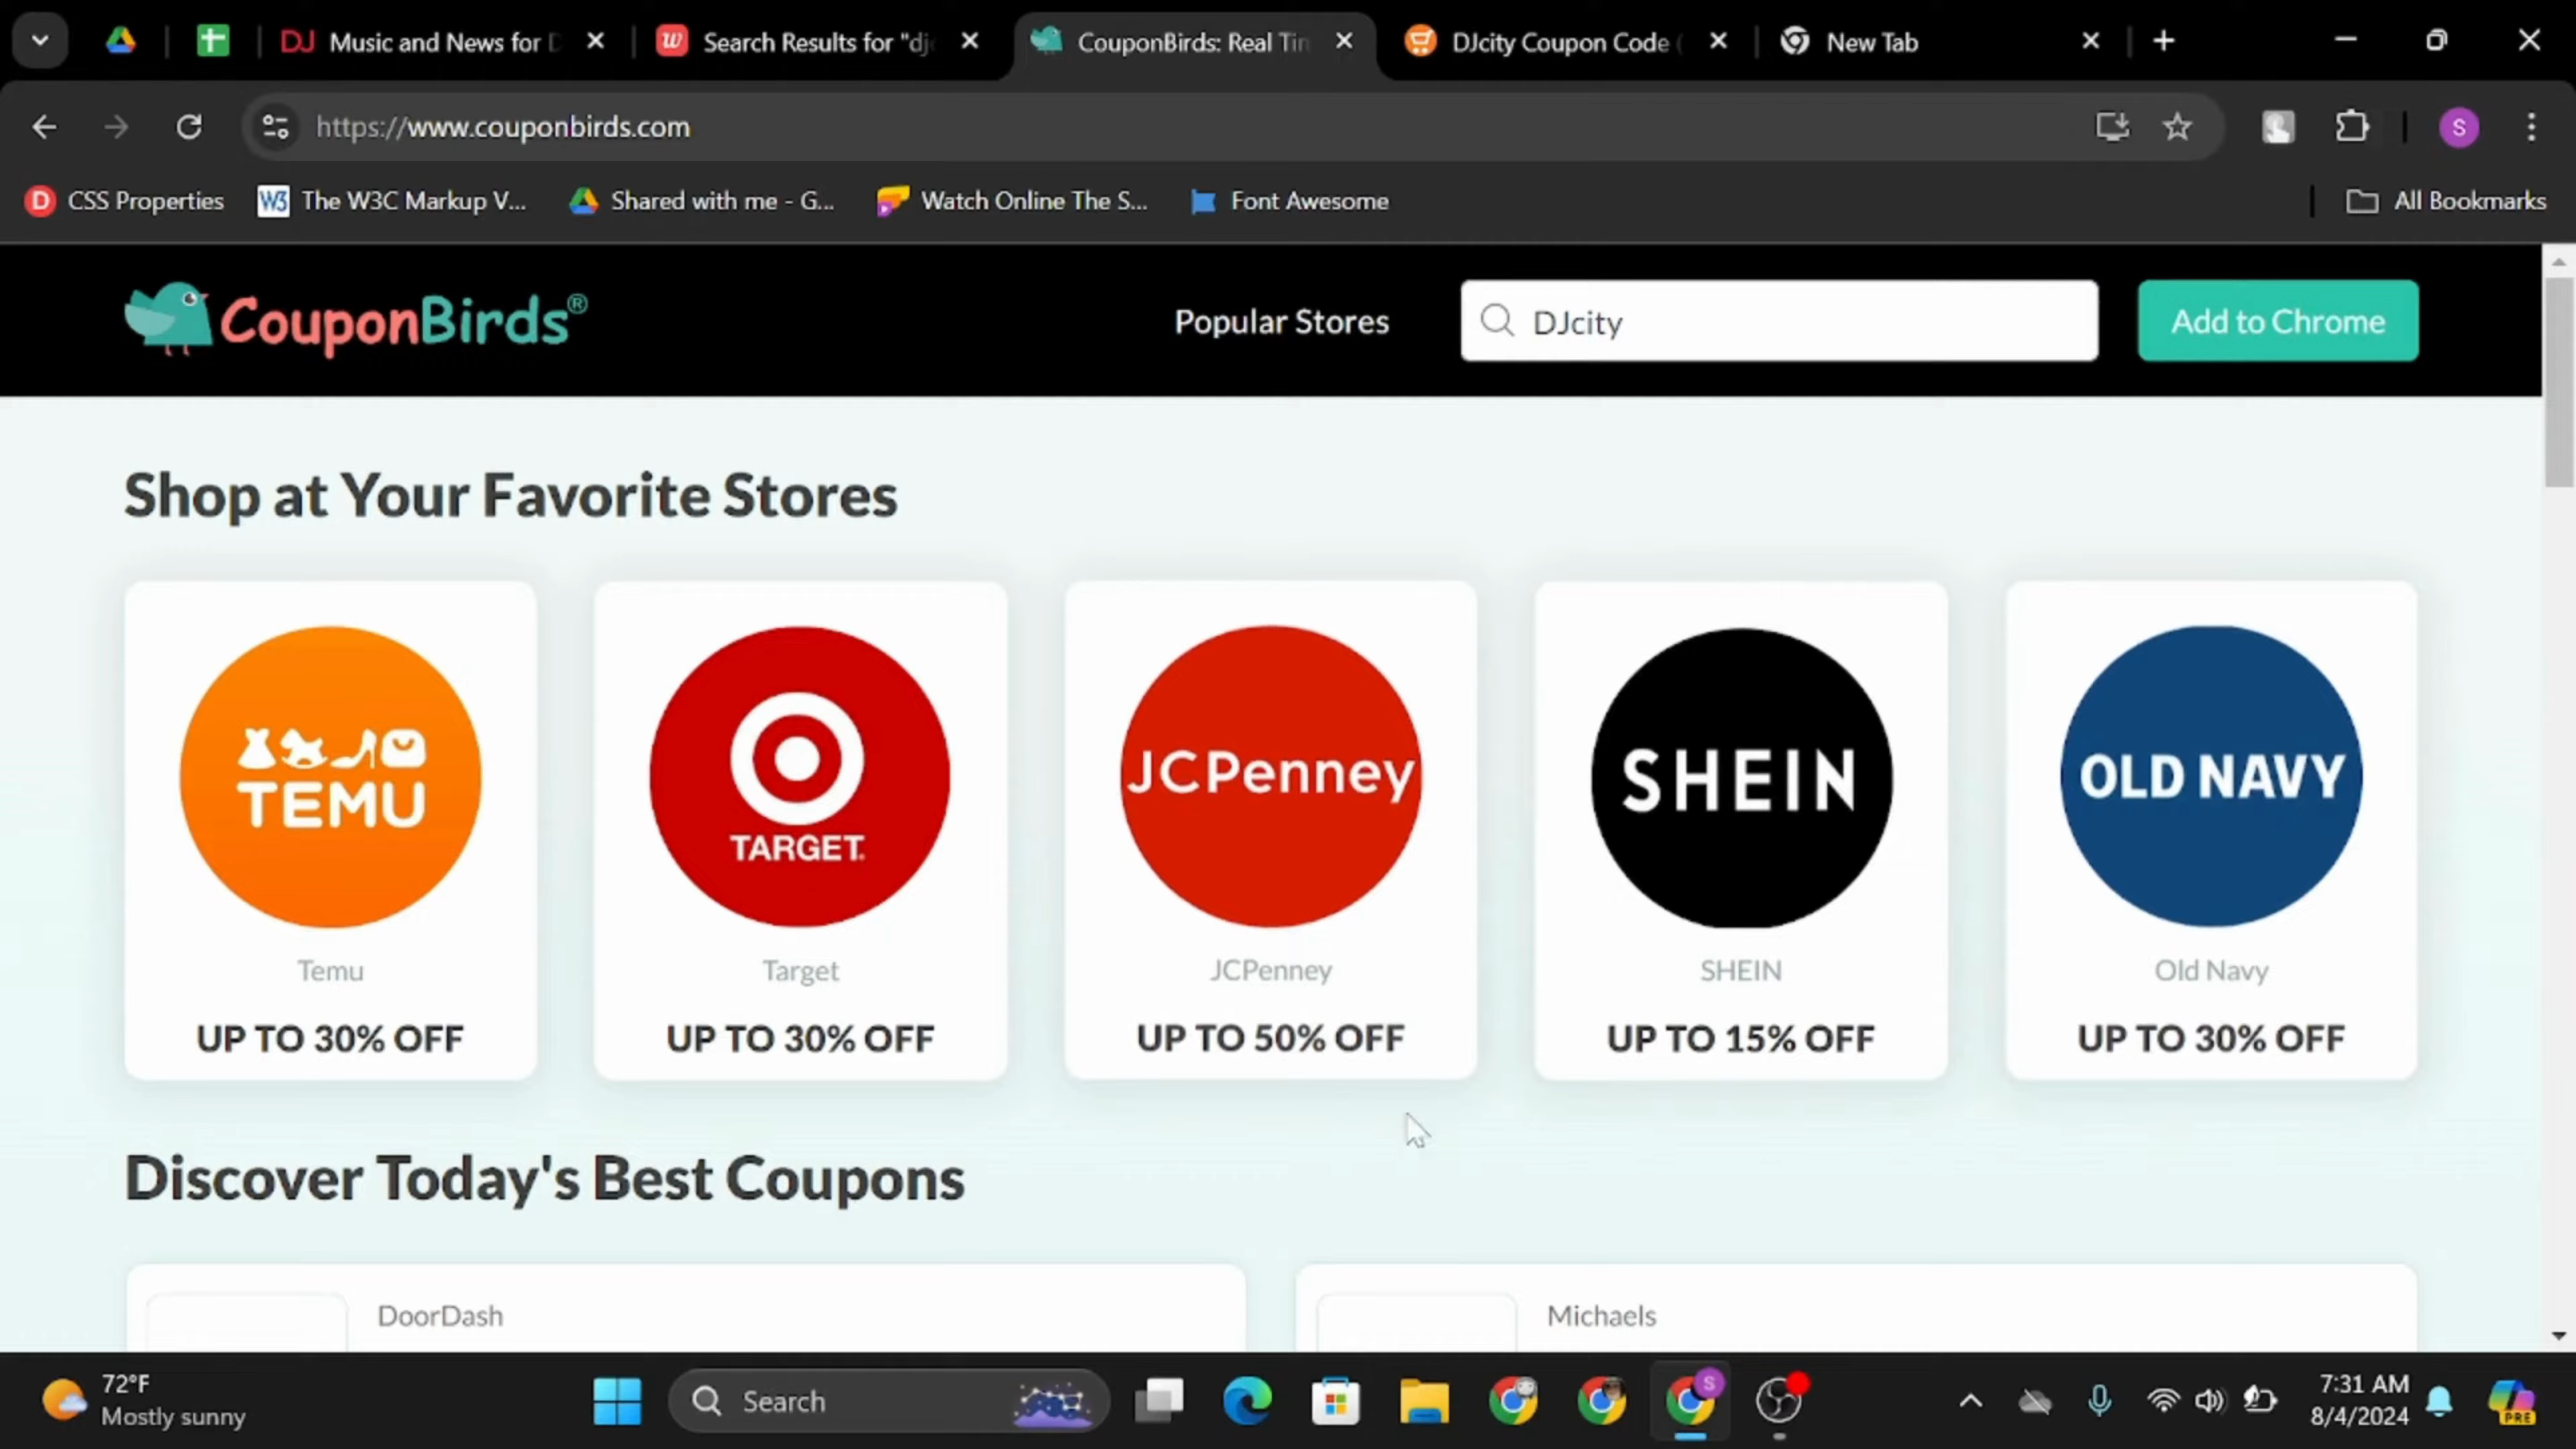 DJ Music and News for D
Search Results for "djc
CouponBirds: Real Tim
DJcity Coupon Code (
New Tab
https://www.couponbirds.com
S
CSS Properties
The W3C Markup V...
Shared with me - G...
Watch Online The S...
Font Awesome
All Bookmarks
CouponBirds®
Popular Stores
DJcity
Add to Chrome
Shop at Your Favorite Stores
TEMU
TARGET
JCPenney
SHEIN
OLD NAVY
Temu
Target
JCPenney
SHEIN
Old Navy
UP TO 30% OFF
UP TO 30% OFF
UP TO 50% OFF
UP TO 15% OFF
UP TO 30% OFF
Discover Today's Best Coupons
DoorDash
Michaels
72°F
Mostly sunny
Search
S
7:31 AM
8/4/2024
PRE